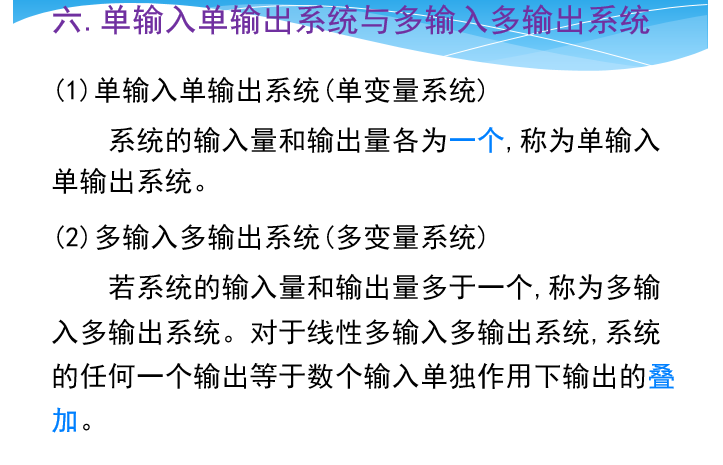 六.单输入单输出系统与多输入多输出系统
(1)单输入单输出系统(单变量系统)
系统的输入量和输出量各为一个,称为单输入
单输出系统。
(2)多输入多输出系统(多变量系统)
若系统的输入量和输出量多于一个,称为多输
入多输出系统。对于线性多输入多输出系统,系统
的任何一个输出等于数个输入单独作用下输出的叠
加。